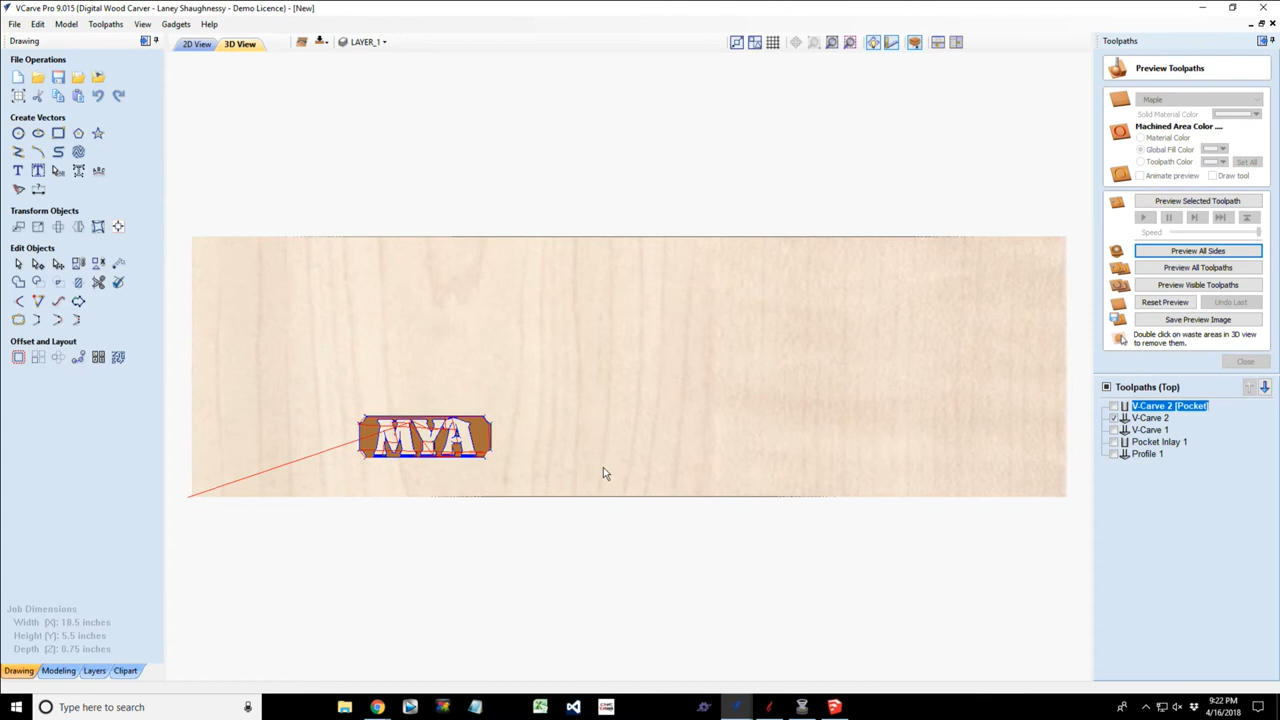 VCarve Pro 9.015 {Digital Wood Carver - Laney Shaughnessy - Demo Licence} - [New]
File Edit Model Toolpaths View Gadgets Help
Drawing
2D View 3D View LAYER_1
Toolpaths
File Operations
Create Vectors
Transform Objects
Edit Objects
Offset and Layout
Job Dimensions
Width (X): 18.5 inches
Height (Y): 5.5 inches
Depth (Z): 0.75 inches
Drawing Modeling Layers Clipart
MYA
Preview Toolpaths
Maple
Solid Material Color
Machined Area Color ....
Material Color
Global Fill Color
Toolpath Color Set All
Animate preview Draw tool
Preview Selected Toolpath
Speed
Preview All Sides
Preview All Toolpaths
Preview Visible Toolpaths
Reset Preview Undo Last
Save Preview Image
Double click on waste areas in 3D view
to remove them.
Close
Toolpaths (Top)
V-Carve 2 [Pocket]
V-Carve 2
V-Carve 1
Pocket Inlay 1
Profile 1
Type here to search
9:22 PM
4/16/2018